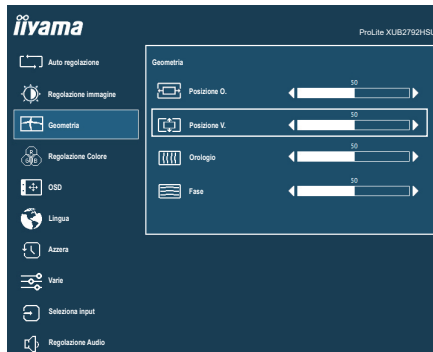 iiyama
ProLite XUB2792HSU
Auto regolazione
Regolazione immagine
Geometria
Regolazione Colore
OSD
Lingua
Azzera
Varie
Seleziona input
Regolazione Audio
Geometria
Posizione O.
50
Posizione V.
50
Orologio
50
Fase
50